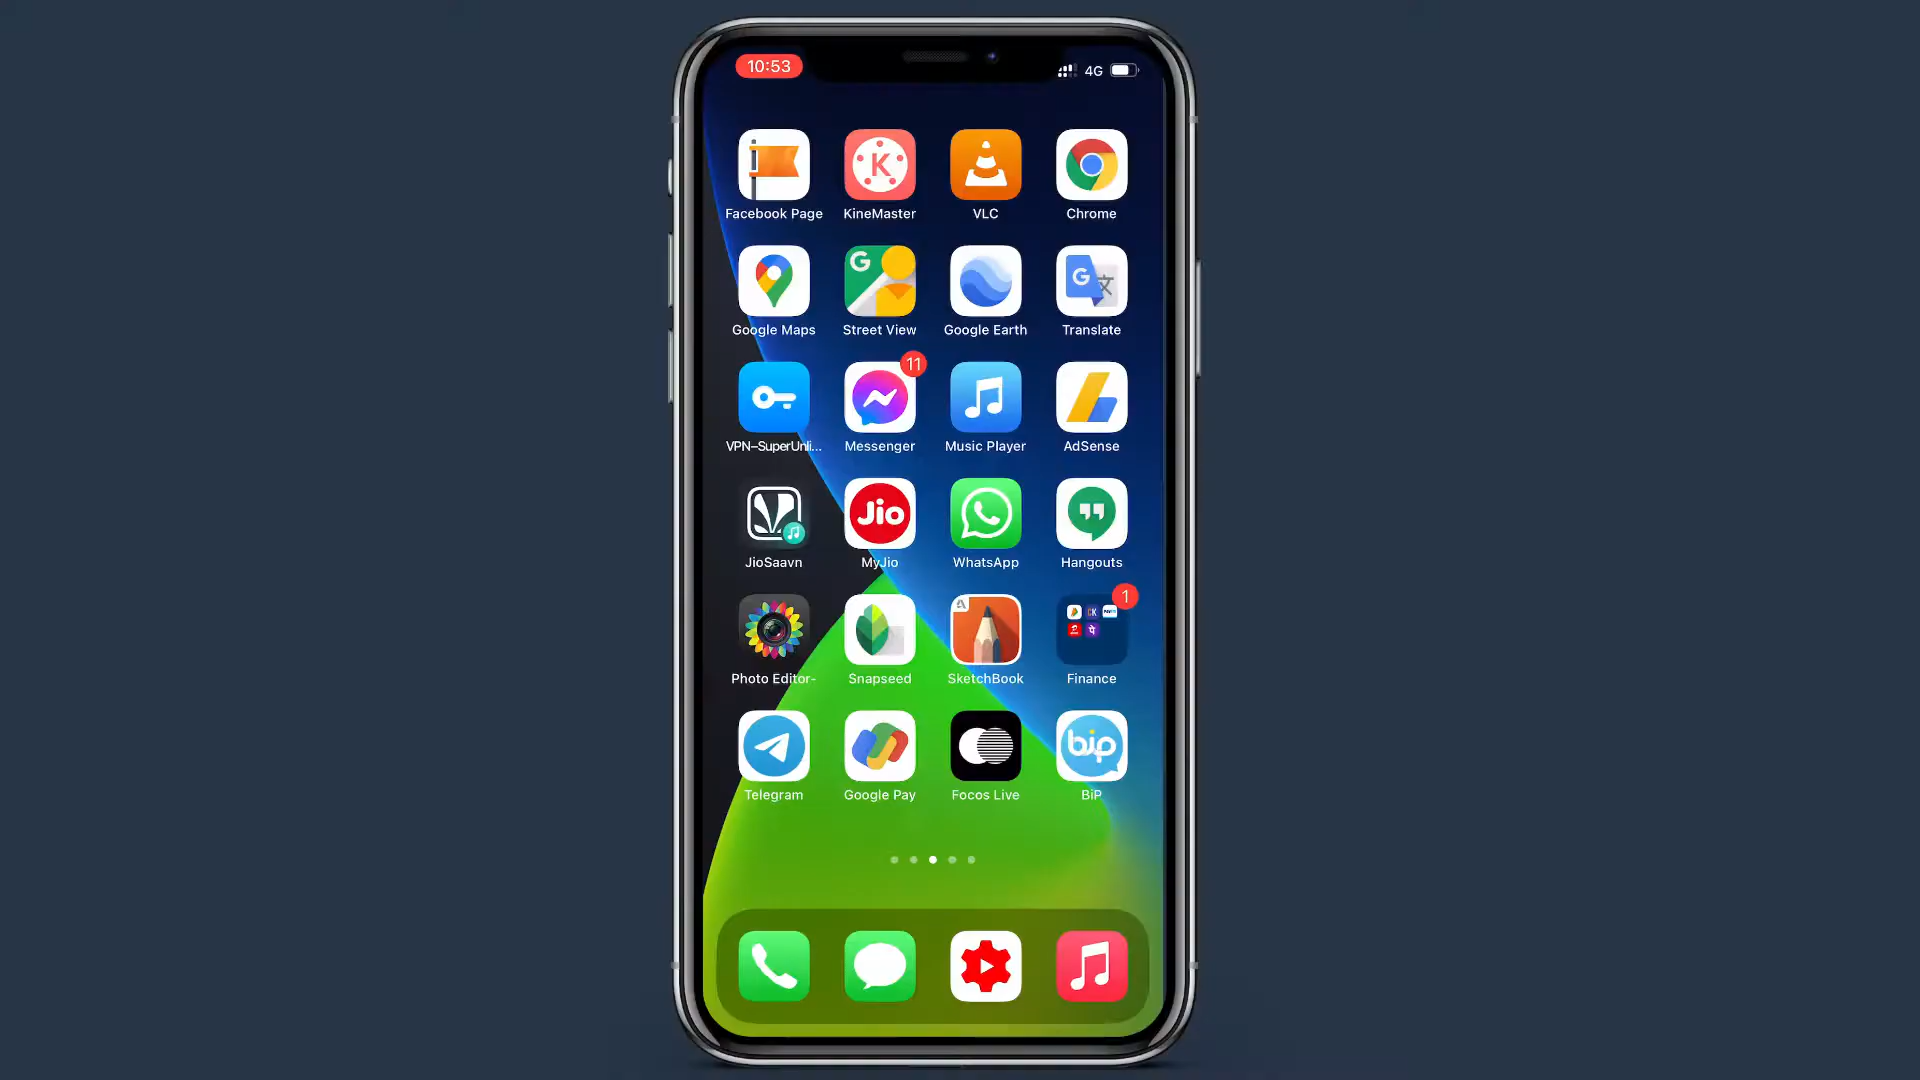 10:53
4G
Facebook Page
KineMaster
VLC
Chrome
K
Google Maps
Street View
Google Earth
Translate
G
G
VPN–SuperUnli...
Messenger
Music Player
AdSense
11
JioSaavn
MyJio
WhatsApp
Hangouts
Jio
Photo Editor-
Snapseed
SketchBook
Finance
1
Telegram
Google Pay
Focos Live
BiP
bip